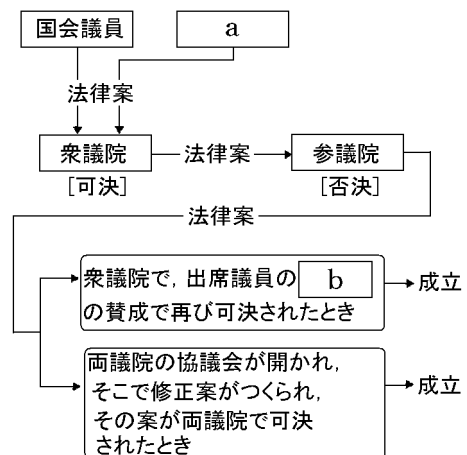 国会議員
a
法律案
衆議院
法律案
参議院
[可決]
[否決]
法律案
衆議院で，出席議員の b
の賛成で再び可決されたとき
成立
両議院の協議会が開かれ，
そこで修正案がつくられ，
その案が両議院で可決
されたとき
成立